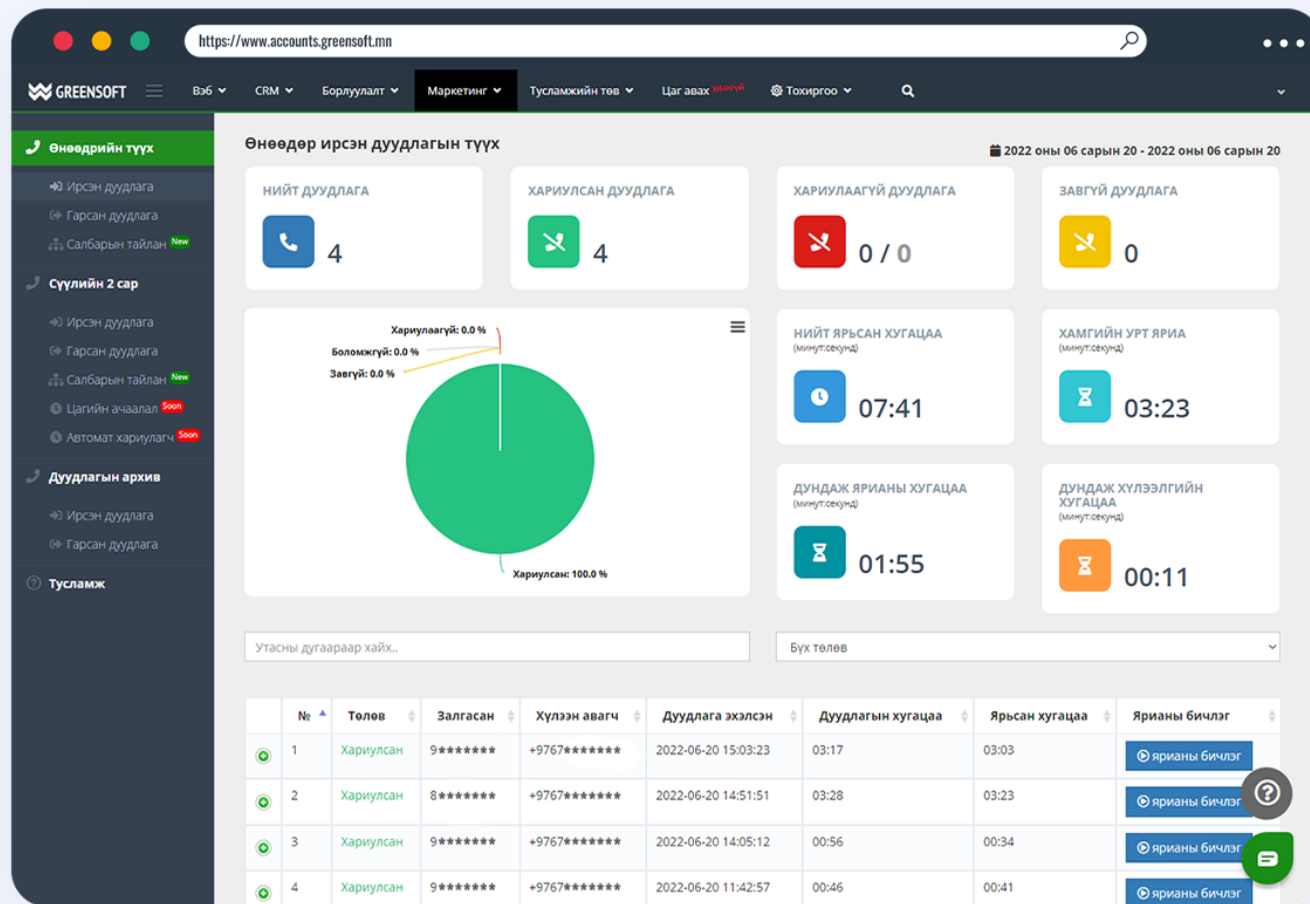 https://www.accounts.greensoft.mn
GREENSOFT Вэб CRM Борлуулалт Маркетинг Тусламжийн төв Цаг авах Тохиргоо
Өнөөдрийн түүх
Ирсэн дуудлага
Гарсан дуудлага
Салбарын тайлан New
Сүүлийн 2 сар
Ирсэн дуудлага
Гарсан дуудлага
Салбарын тайлан New
Цагийн ачаалал Soon
Автомат хариулагч Soon
Дуудлагын архив
Ирсэн дуудлага
Гарсан дуудлага
Тусламж
Өнөөдөр ирсэн дуудлагын түүх
2022 оны 06 сарын 20 - 2022 оны 06 сарын 20
НИЙТ ДУУДЛАГА
4
ХАРИУЛСАН ДУУДЛАГА
4
ХАРИУЛААГҮЙ ДУУДЛАГА
0 / 0
ЗАВГҮЙ ДУУДЛАГА
0
Хариулаагүй: 0.0 %
Боломжгүй: 0.0 %
Завгүй: 0.0 %
Хариулсан: 100.0 %
НИЙТ ЯРЬСАН ХУГАЦАА
(минут:секунд)
07:41
ХАМГИЙН УРТ ЯРИА
(минут:секунд)
03:23
ДУНДАЖ ЯРИАНЫ ХУГАЦАА
(минут:секунд)
01:55
ДУНДАЖ ХҮЛЭЭЛГИЙН
ХУГАЦАА
(минут:секунд)
00:11
Утасны дугаараар хайх..
Бүх төлөв
№ Төлөв Залгасан Хүлээн авагч Дуудлага эхэлсэн Дуудлагын хугацаа Ярьсан хугацаа Ярианы бичлэг
1 Хариулсан 9******* +9767******* 2022-06-20 15:03:23 03:17 03:03 ярианы бичлэг
2 Хариулсан 8******* +9767******* 2022-06-20 14:51:51 03:28 03:23 ярианы бичлэг
3 Хариулсан 9******* +9767******* 2022-06-20 14:05:12 00:56 00:34 ярианы бичлэг
4 Хариулсан 9******* +9767******* 2022-06-20 11:42:57 00:46 00:41 ярианы бичлэг